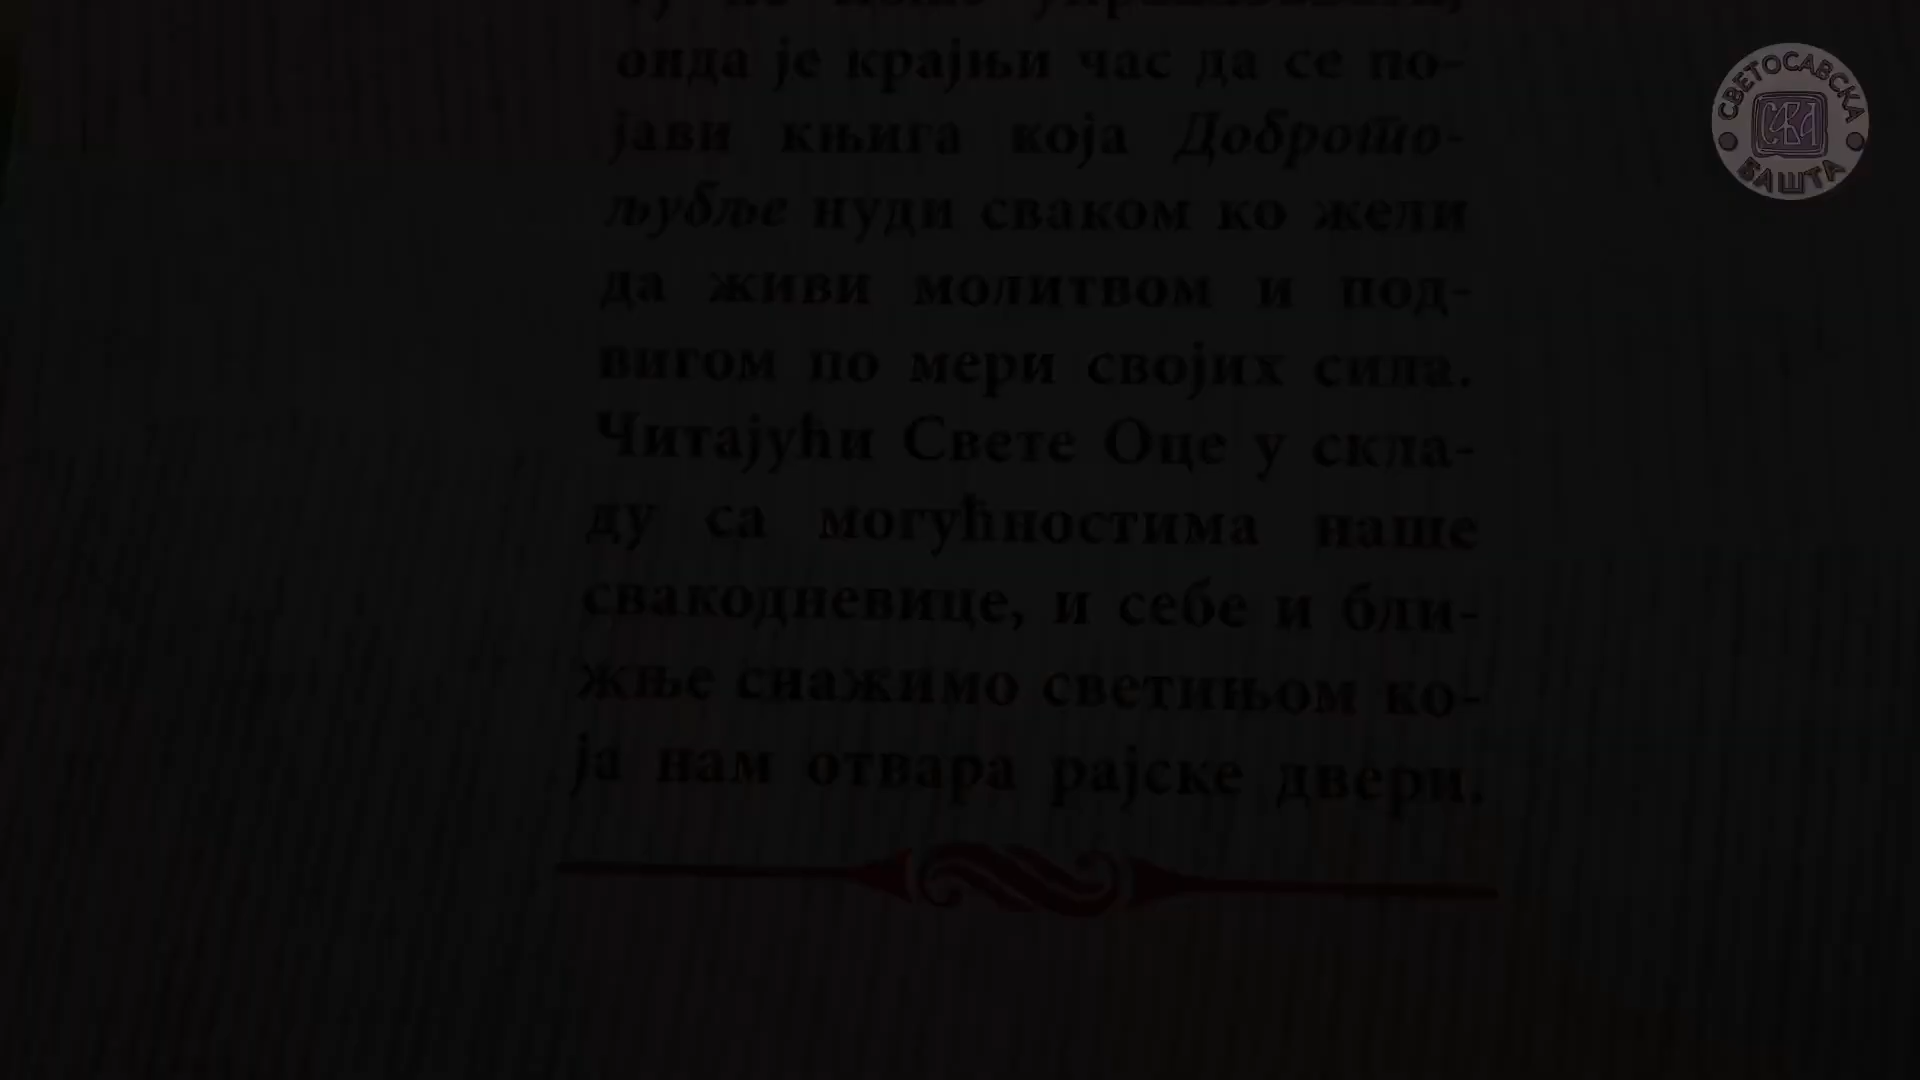 онда је крајњи час да се по-
јави књига која Доброто-
љубље нуди сваком ко жели
да живи молитвом и под-
вигом по мери својих сила.
Читајући Свете Оце у скла-
ду са могућностима наше
свакодневице, и себе и бли-
жње снажимо светињом ко-
ја нам отвара рајске двери.
СВЕТОСАВСКА
САВА
БАШТА